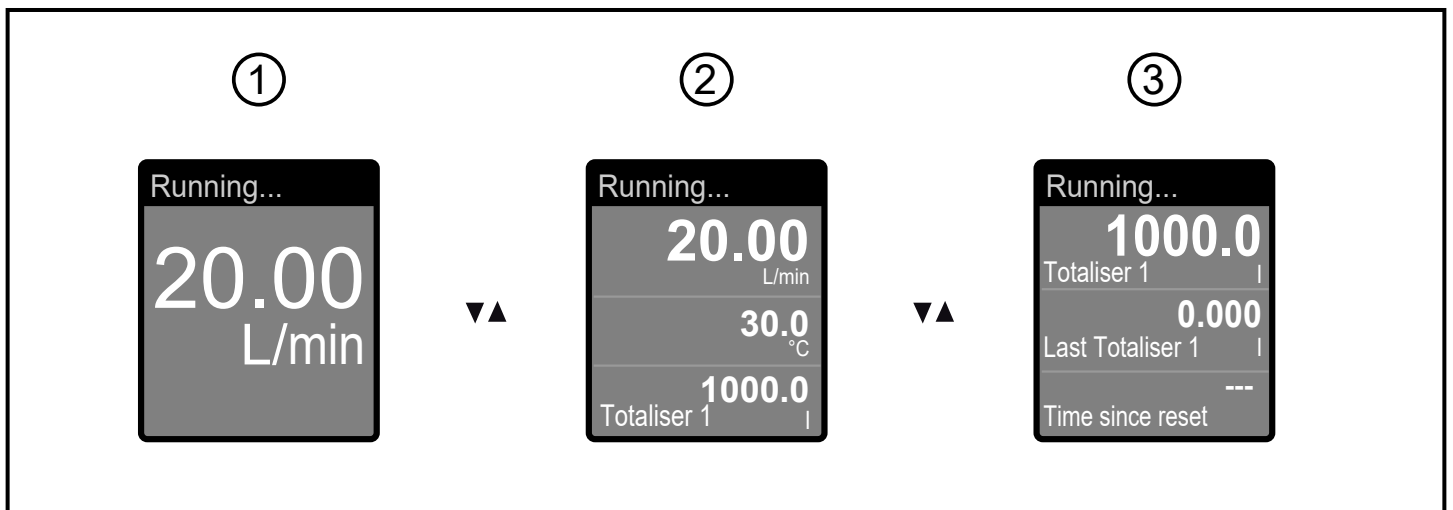 ①
②
③
Running...
20.00
L/min
▼▲
Running...
20.00
L/min
30.0
°C
1000.0
Totaliser 1 l
▼▲
Running...
1000.0
Totaliser 1 l
0.000
Last Totaliser 1 l
---
Time since reset